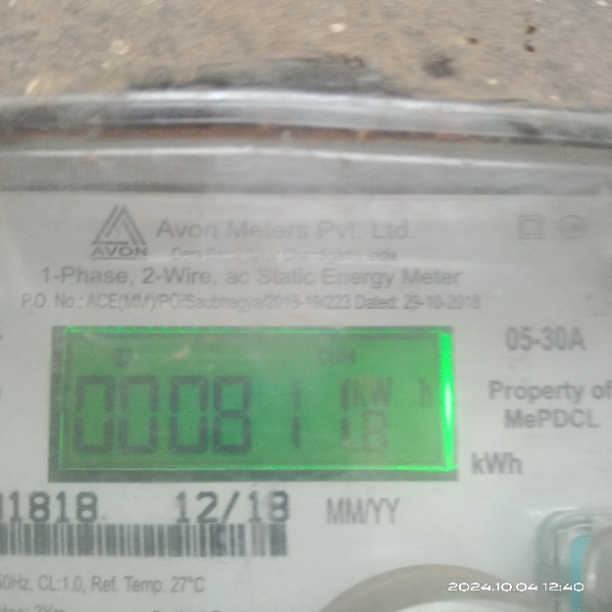 Avon Meters Pvt. Ltd.
AVON
1-Phase, 2-Wire, ac Static Energy Meter
P.O. No.: ACE(MM)/PG/Saubhagya/2018-19/223 Dated: 29-10-2018
05-30A
CUM
kW h
Property of
MePDCL
kWh
1818 12/18 MM/YY
50Hz, CL:1.0, Ref. Temp. 27°C
2024.10.04 12:40